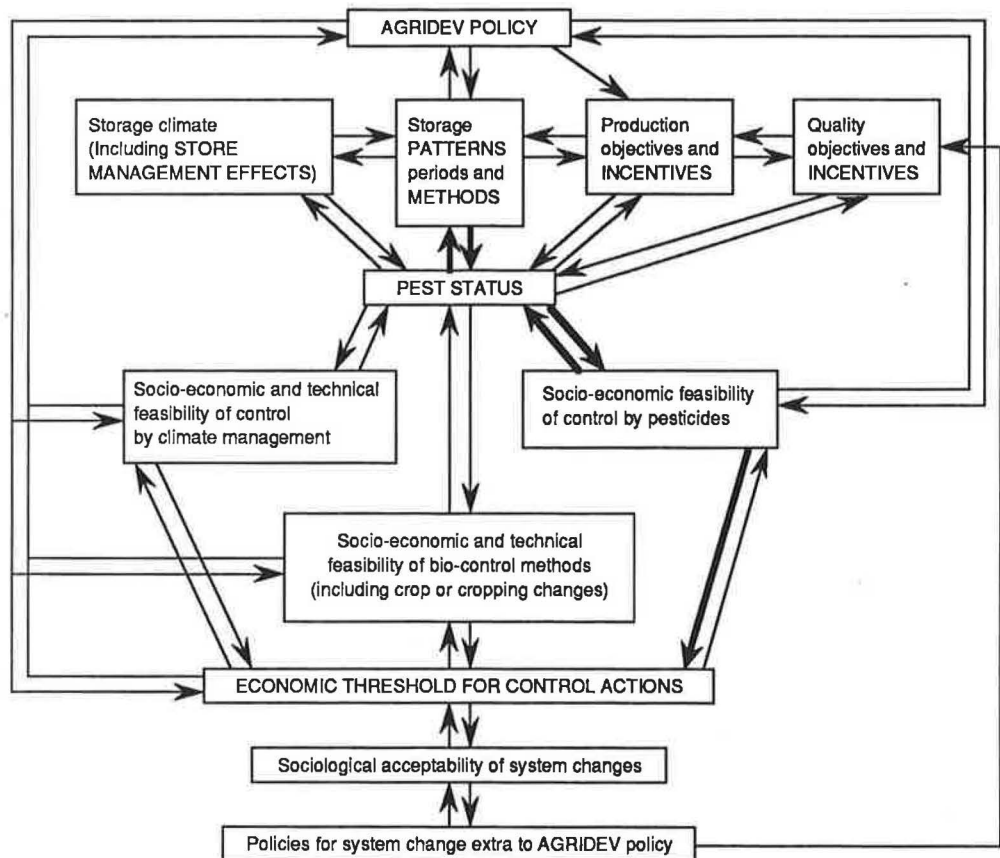 AGRIDEV POLICY
Storage climate
(Including STORE
MANAGEMENT EFFECTS)
Storage
PATTERNS
periods and
METHODS
Production
objectives and
INCENTIVES
Quality
objectives and
INCENTIVES
PEST STATUS
Socio-economic and technical
feasibility of control
by climate management
Socio-economic feasibility
of control by pesticides
Socio-economic and technical
feasibility of bio-control methods
(including crop or cropping changes)
ECONOMIC THRESHOLD FOR CONTROL ACTIONS
Sociological acceptability of system changes
Policies for system change extra to AGRIDEV policy